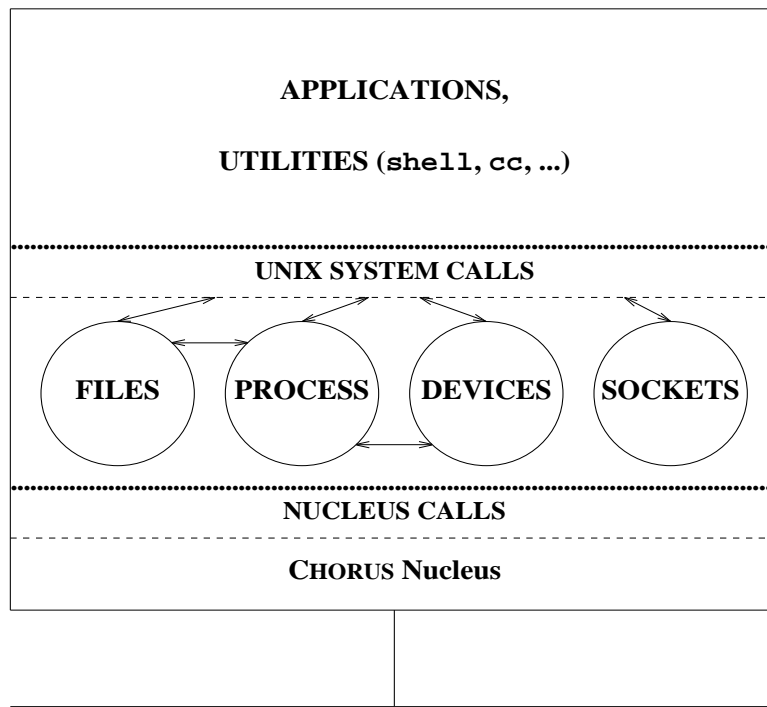 APPLICATIONS,
UTILITIES (shell, cc, ...)
UNIX SYSTEM CALLS
FILES PROCESS DEVICES SOCKETS
NUCLEUS CALLS
CHORUS Nucleus